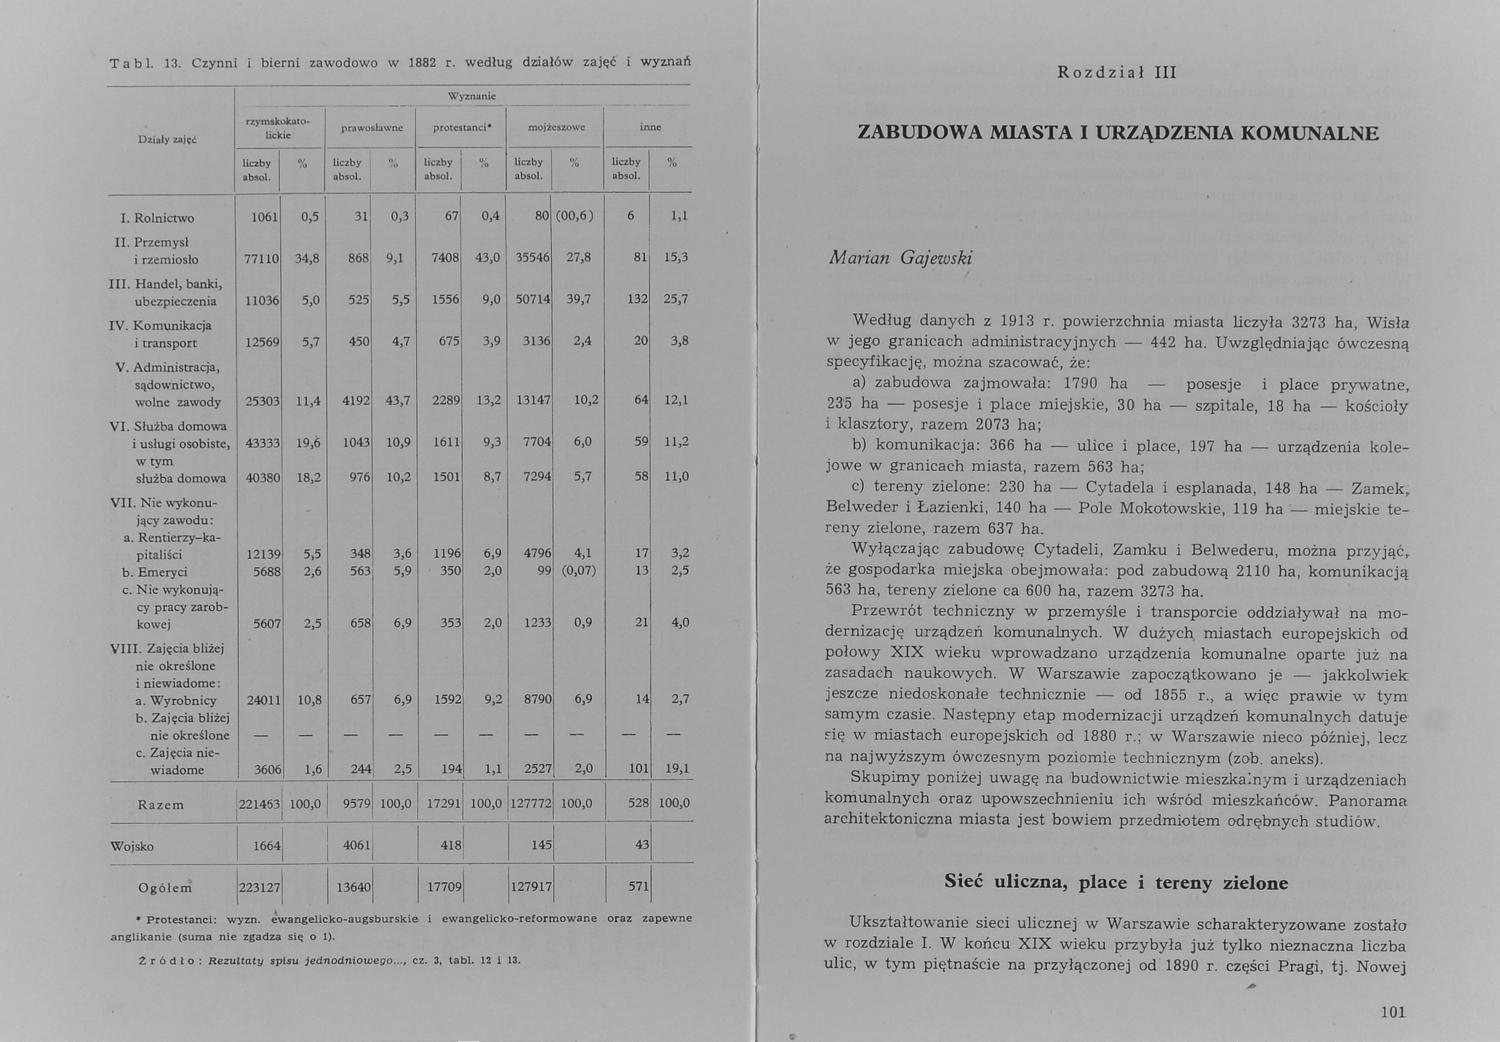 Tabl. 13. Czynni i bierni zawodowo w 1882 r. według działów zajęć i wyznań
Działy zajęć
Wyznanie
rzymskokato-
lickie
prawosławne
protestanci*
mojżeszowe
inne
liczby
absol.
%
liczby
absol.
%
liczby
absol.
%
liczby
absol.
%
liczby
absol.
%
I. Rolnictwo 1061 0,5 31 0,3 67 0,4 80 (00,6) 6 1,1
II. Przemysł
i rzemiosło 77110 34,8 868 9,1 7408 43,0 35546 27,8 81 15,3
III. Handel, banki,
ubezpieczenia 11036 5,0 525 5,5 1556 9,0 50714 39,7 132 25,7
IV. Komunikacja
i transport 12569 5,7 450 4,7 675 3,9 3136 2,4 20 3,8
V. Administracja,
sądownictwo,
wolne zawody 25303 11,4 4192 43,7 2289 13,2 13147 10,2 64 12,1
VI. Służba domowa
i usługi osobiste, 43333 19,6 1043 10,9 1611 9,3 7704 6,0 59 11,2
w tym
służba domowa 40380 18,2 976 10,2 1501 8,7 7294 5,7 58 11,0
VII. Nie wykonu-
jący zawodu:
a. Rentierzy-ka-
pitaliści 12139 5,5 348 3,6 1196 6,9 4796 4,1 17 3,2
b. Emeryci 5688 2,6 563 5,9 350 2,0 99 (0,07) 13 2,5
c. Nie wykonują-
cy pracy zarob-
kowej 5607 2,5 658 6,9 353 2,0 1233 0,9 21 4,0
VIII. Zajęcia bliżej
nie określone
i niewiadome:
a. Wyrobnicy 24011 10,8 657 6,9 1592 9,2 8790 6,9 14 2,7
b. Zajęcia bliżej
nie określone — — — — — — — — — —
c. Zajęcia nie-
wiadome 3606 1,6 244 2,5 194 1,1 2527 2,0 101 19,1
Razem 221463 100,0 9579 100,0 17291 100,0 127772 100,0 528 100,0
Wojsko 1664 4061 418 145 43
Ogółem 223127 13640 17709 127917 571
* Protestanci: wyzn. ewangelicko-augsburskie i ewangelicko-reformowane oraz zapewne
anglikanie (suma nie zgadza się o 1).
Źródło: Rezultaty spisu jednodniowego..., cz. 3, tabl. 12 i 13.
Rozdział III
ZABUDOWA MIASTA I URZĄDZENIA KOMUNALNE
Marian Gajewski
Według danych z 1913 r. powierzchnia miasta liczyła 3273 ha, Wisła
w jego granicach administracyjnych — 442 ha. Uwzględniając ówczesną
specyfikację, można szacować, że:
a) zabudowa zajmowała: 1790 ha — posesje i place prywatne,
235 ha — posesje i place miejskie, 30 ha — szpitale, 18 ha — kościoły
i klasztory, razem 2073 ha;
b) komunikacja: 366 ha — ulice i place, 197 ha — urządzenia kole-
jowe w granicach miasta, razem 563 ha;
c) tereny zielone: 230 ha — Cytadela i esplanada, 148 ha — Zamek,
Belweder i Łazienki, 140 ha — Pole Mokotowskie, 119 ha — miejskie te-
reny zielone, razem 637 ha.
Wyłączając zabudowę Cytadeli, Zamku i Belwederu, można przyjąć,
że gospodarka miejska obejmowała: pod zabudową 2110 ha, komunikacją
563 ha, tereny zielone ca 600 ha, razem 3273 ha.
Przewrót techniczny w przemyśle i transporcie oddziaływał na mo-
dernizację urządzeń komunalnych. W dużych miastach europejskich od
połowy XIX wieku wprowadzano urządzenia komunalne oparte już na
zasadach naukowych. W Warszawie zapoczątkowano je — jakkolwiek
jeszcze niedoskonałe technicznie — od 1855 r., a więc prawie w tym
samym czasie. Następny etap modernizacji urządzeń komunalnych datuje
się w miastach europejskich od 1880 r.; w Warszawie nieco później, lecz
na najwyższym ówczesnym poziomie technicznym (zob. aneks).
Skupimy poniżej uwagę na budownictwie mieszkalnym i urządzeniach
komunalnych oraz upowszechnieniu ich wśród mieszkańców. Panorama
architektoniczna miasta jest bowiem przedmiotem odrębnych studiów.
Sieć uliczna, place i tereny zielone
Ukształtowanie sieci ulicznej w Warszawie scharakteryzowane zostało
w rozdziale I. W końcu XIX wieku przybyła już tylko nieznaczna liczba
ulic, w tym piętnaście na przyłączonej od 1890 r. części Pragi, tj. Nowej
101